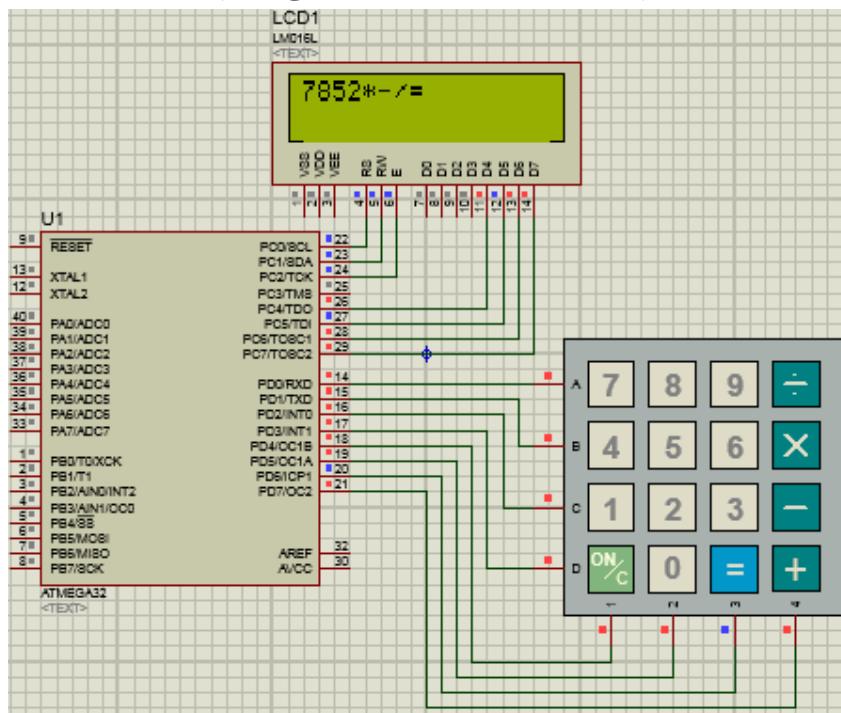 LCD1
LM016L
<TEXT>
7852*-/=
VSS
VDD
VEE
RS
RW
E
D0
D1
D2
D3
D4
D5
D6
D7
1
2
3
4
5
6
7
8
9
10
11
12
13
14
U1
9 RESET
13 XTAL1
12 XTAL2
40 PA0/ADC0
39 PA1/ADC1
38 PA2/ADC2
37 PA3/ADC3
36 PA4/ADC4
35 PA5/ADC5
34 PA6/ADC6
33 PA7/ADC7
1 PB0/T0/XCK
2 PB1/T1
3 PB2/AIN0/INT2
4 PB3/AIN1/OC0
5 PB4/SS
6 PB5/MOSI
7 PB6/MISO
8 PB7/SCK
PC0/SCL 22
PC1/SDA 23
PC2/TCK 24
PC3/TMS 25
PC4/TDO 26
PC5/TDI 27
PC6/TOSC1 28
PC7/TOSC2 29
PD0/RXD 14
PD1/TXD 15
PD2/INT0 16
PD3/INT1 17
PD4/OC1B 18
PD5/OC1A 19
PD6/ICP1 20
PD7/OC2 21
AREF 32
AVCC 30
ATMEGA32
<TEXT>
A 7 8 9 ÷
B 4 5 6 ×
C 1 2 3 −
D ON/C 0 = +
1 2 3 4